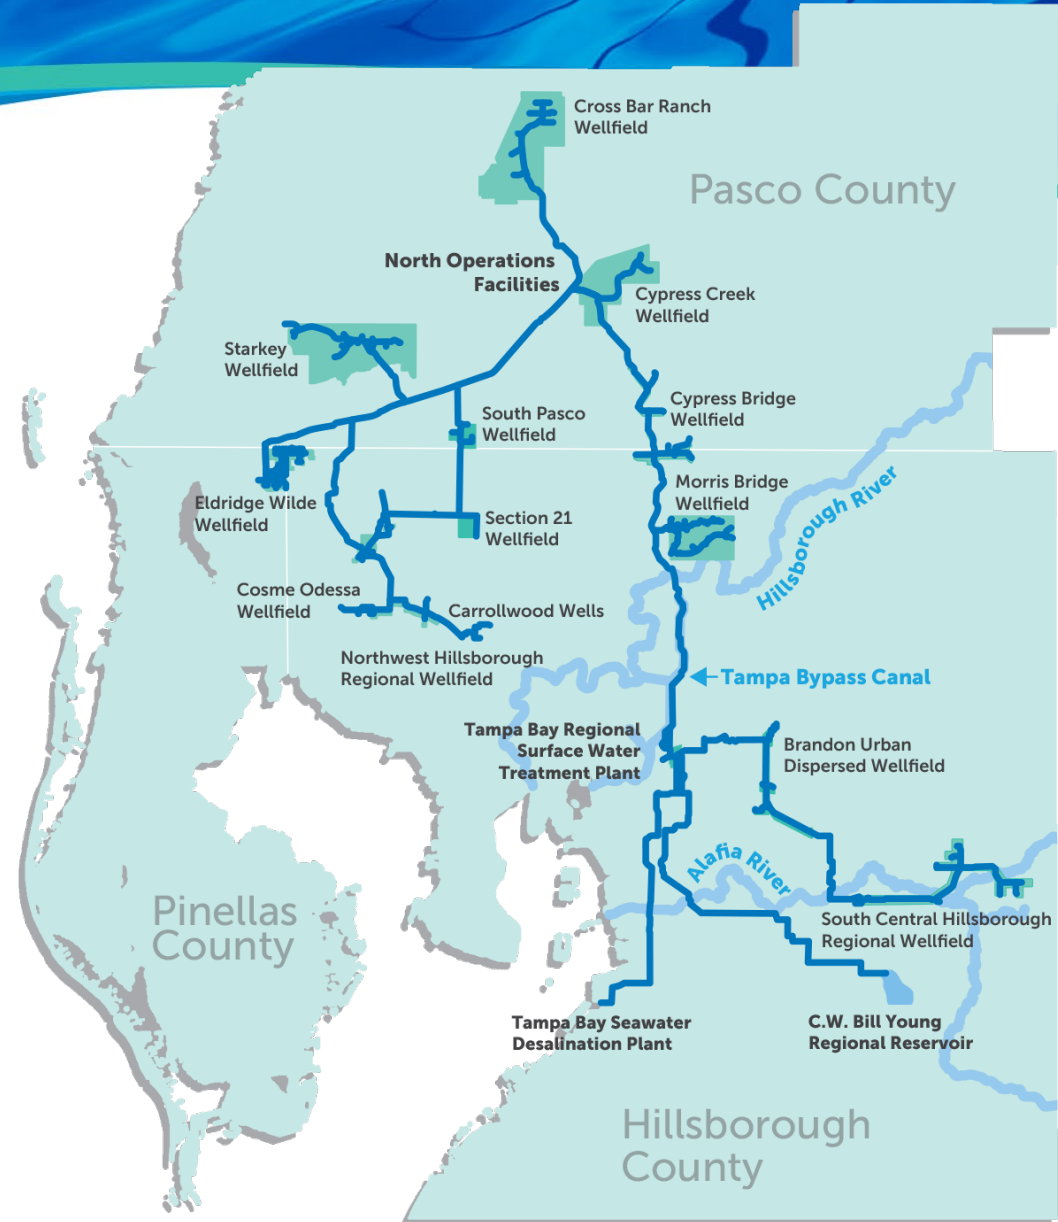 Cross Bar Ranch
Wellfield
Pasco County
North Operations
Facilities
Cypress Creek
Wellfield
Starkey
Wellfield
Cypress Bridge
Wellfield
South Pasco
Wellfield
Morris Bridge
Wellfield
Hillsborough River
Eldridge Wilde
Wellfield
Section 21
Wellfield
Cosme Odessa
Wellfield
Carrollwood Wells
Northwest Hillsborough
Regional Wellfield
Tampa Bypass Canal
Tampa Bay Regional
Surface Water
Treatment Plant
Brandon Urban
Dispersed Wellfield
Alafia River
Pinellas
County
South Central Hillsborough
Regional Wellfield
Tampa Bay Seawater
Desalination Plant
C.W. Bill Young
Regional Reservoir
Hillsborough
County